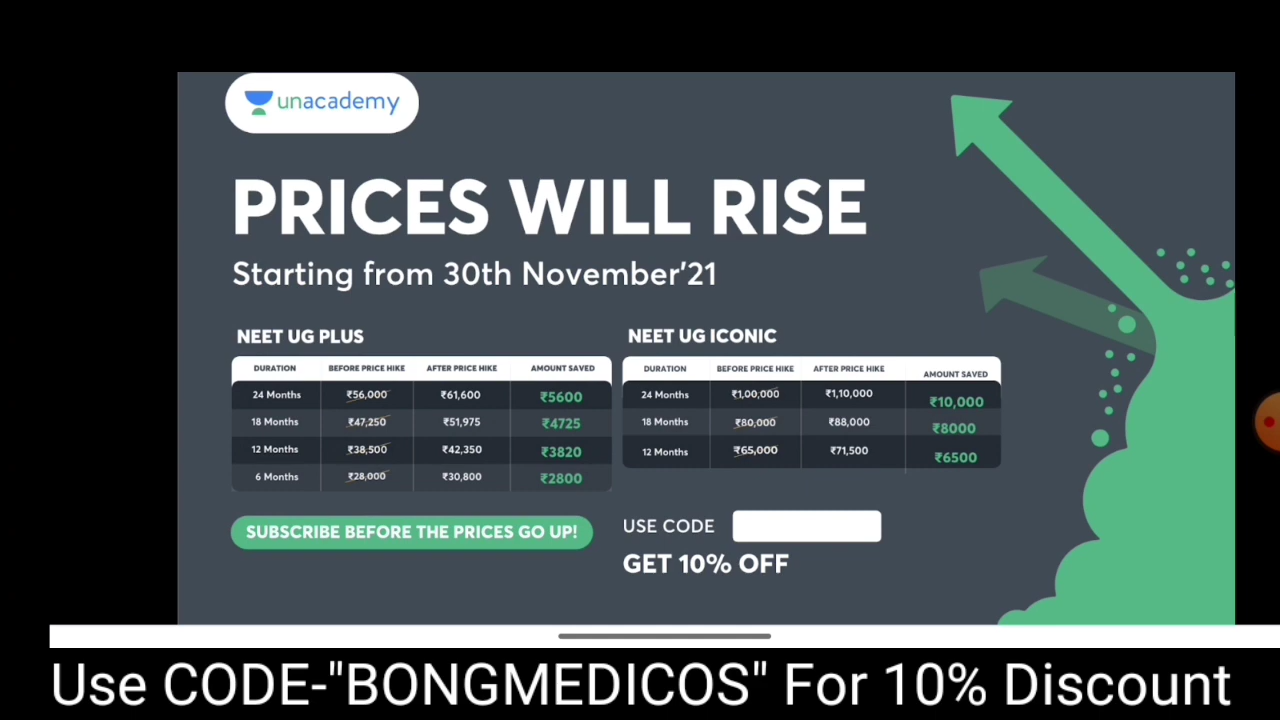 unacademy
PRICES WILL RISE
Starting from 30th November'21
NEET UG PLUS
DURATION BEFORE PRICE HIKE AFTER PRICE HIKE AMOUNT SAVED
24 Months ₹56,000 ₹61,600 ₹5600
18 Months ₹47,250 ₹51,975 ₹4725
12 Months ₹38,500 ₹42,350 ₹3820
6 Months ₹28,000 ₹30,800 ₹2800
NEET UG ICONIC
DURATION BEFORE PRICE HIKE AFTER PRICE HIKE AMOUNT SAVED
24 Months ₹1,00,000 ₹1,10,000 ₹10,000
18 Months ₹80,000 ₹88,000 ₹8000
12 Months ₹65,000 ₹71,500 ₹6500
SUBSCRIBE BEFORE THE PRICES GO UP!
USE CODE
GET 10% OFF
Use CODE-"BONGMEDICOS" For 10% Discount